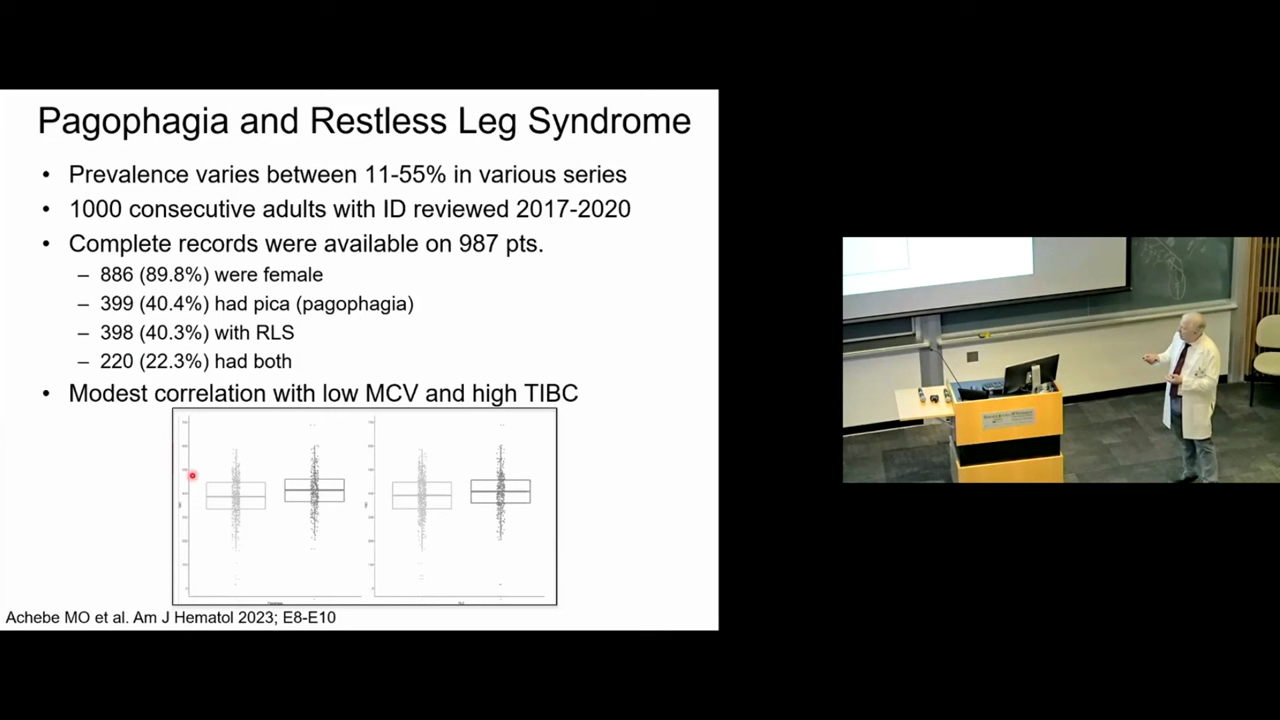 Pagophagia and Restless Leg Syndrome
• Prevalence varies between 11-55% in various series
• 1000 consecutive adults with ID reviewed 2017-2020
• Complete records were available on 987 pts.
– 886 (89.8%) were female
– 399 (40.4%) had pica (pagophagia)
– 398 (40.3%) with RLS
– 220 (22.3%) had both
• Modest correlation with low MCV and high TIBC
Achebe MO et al. Am J Hematol 2023; E8-E10